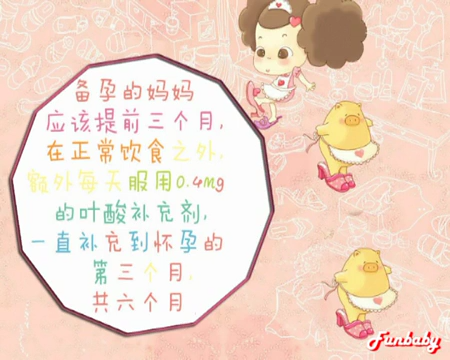 备孕的妈妈
应该提前三个月,
在正常饮食之外,
额外每天服用0.4mg
的叶酸补充剂,
一直补充到怀孕的
第三个月,
共六个月
Funbaby